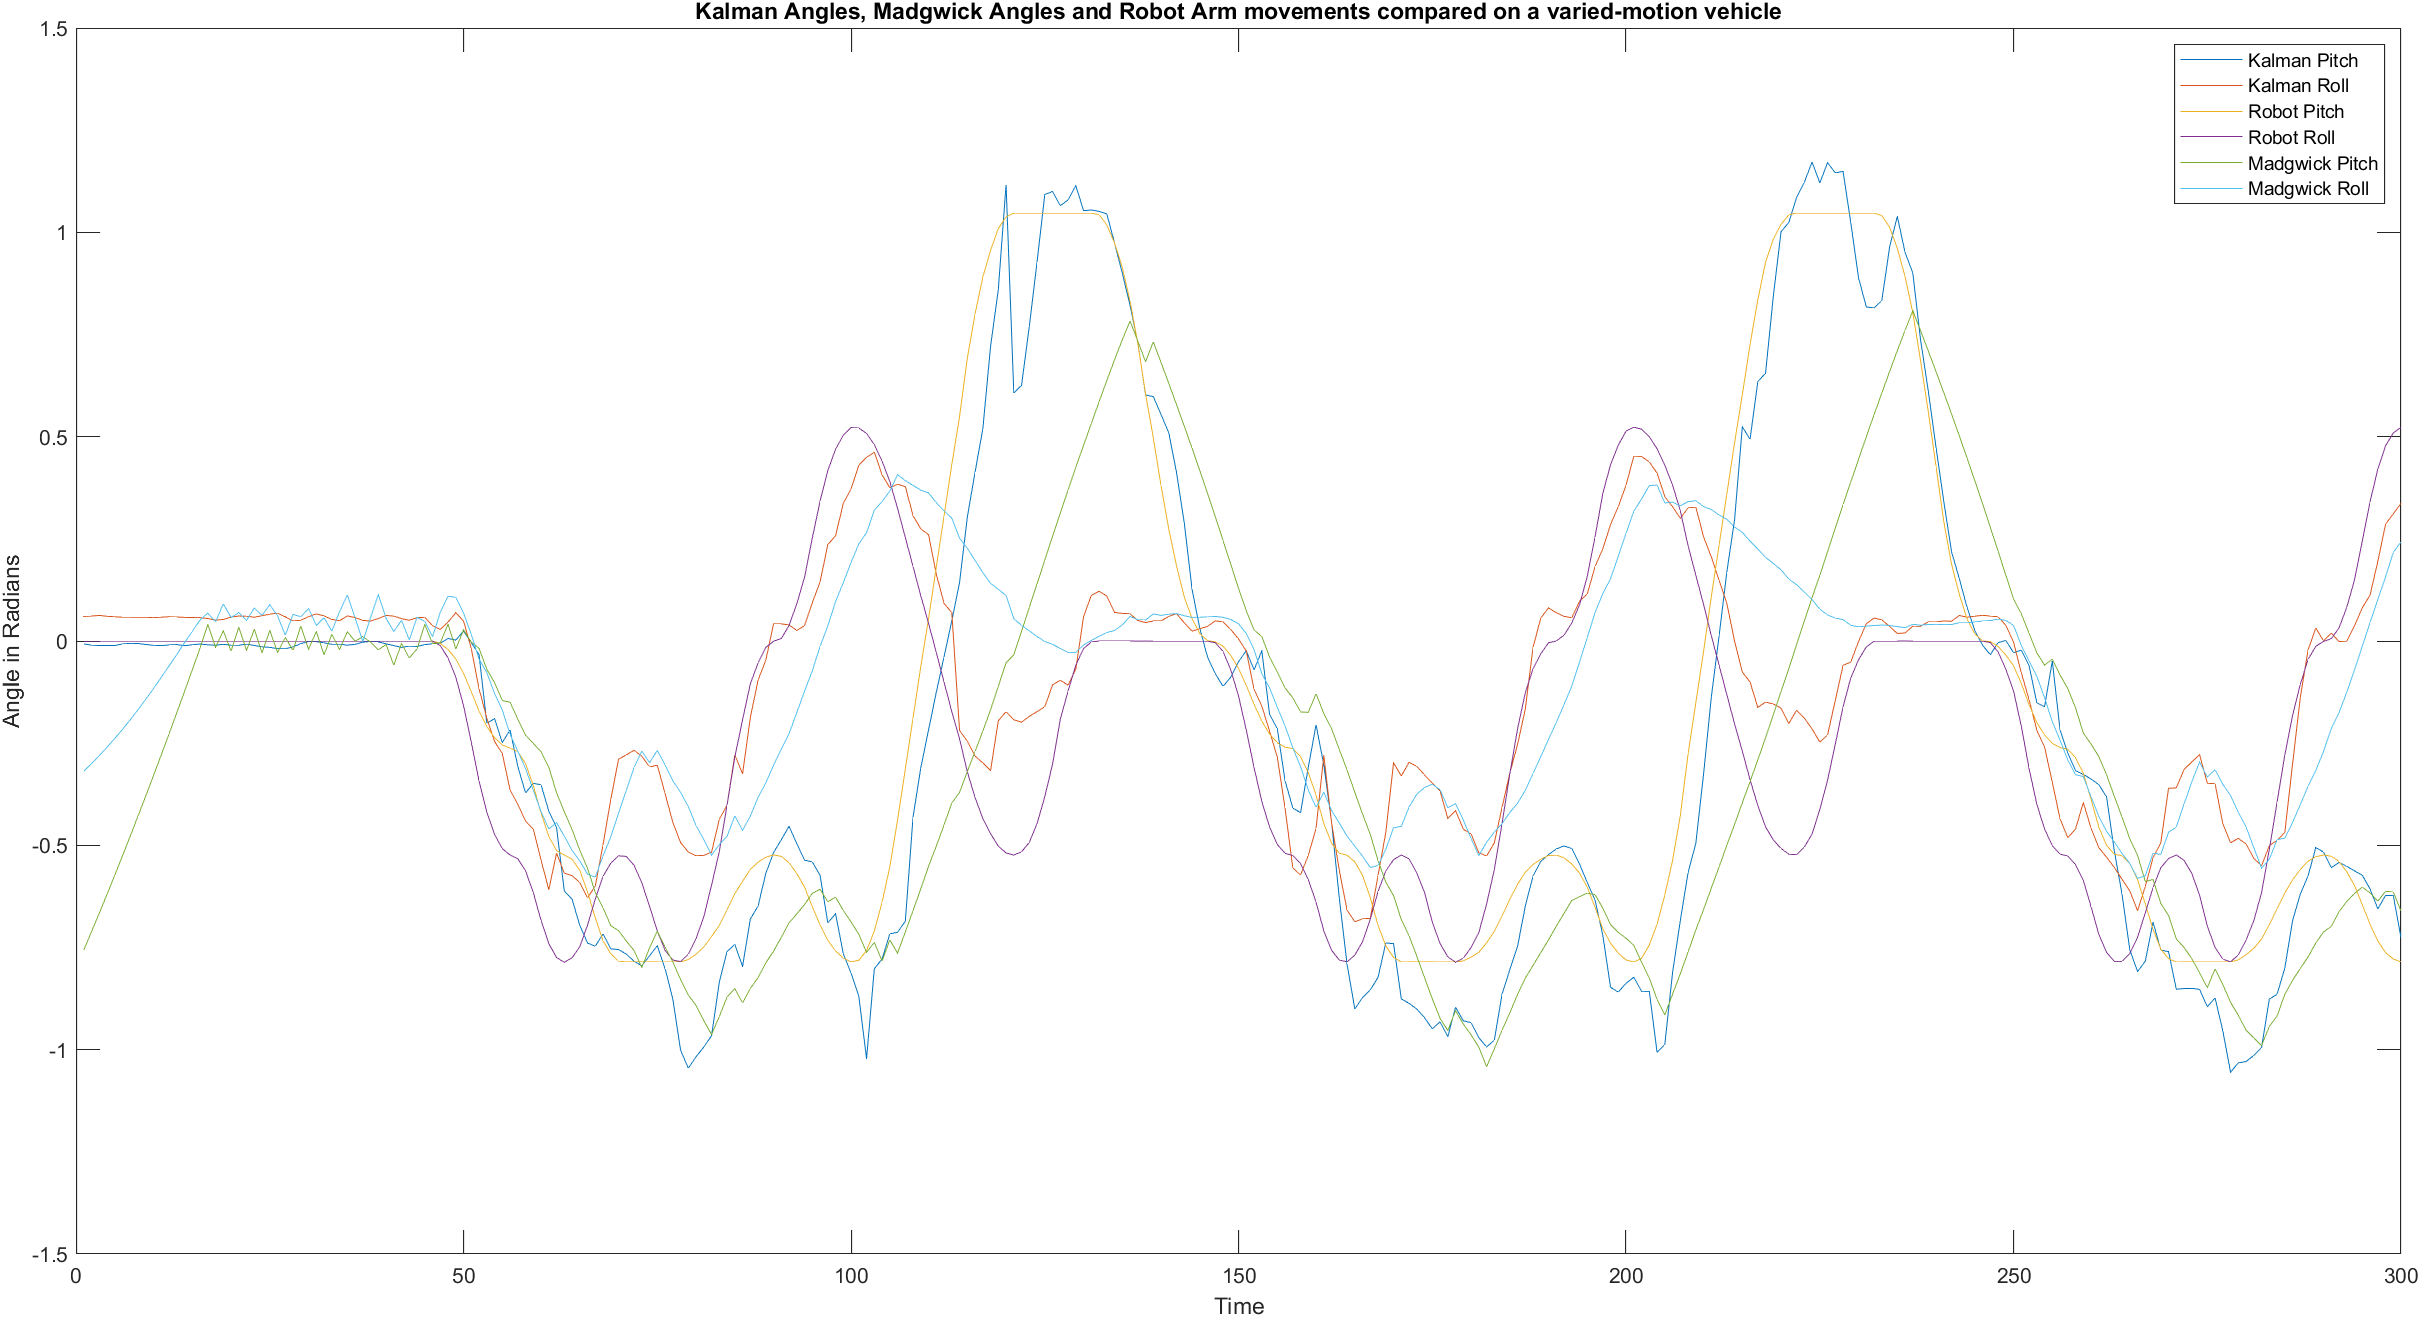 Kalman Angles, Madgwick Angles and Robot Arm movements compared on a varied-motion vehicle
1.5
1
0.5
0
-0.5
-1
-1.5
Angle in Radians
Kalman Pitch
Kalman Roll
Robot Pitch
Robot Roll
Madgwick Pitch
Madgwick Roll
0 50 100 150 200 250 300
Time